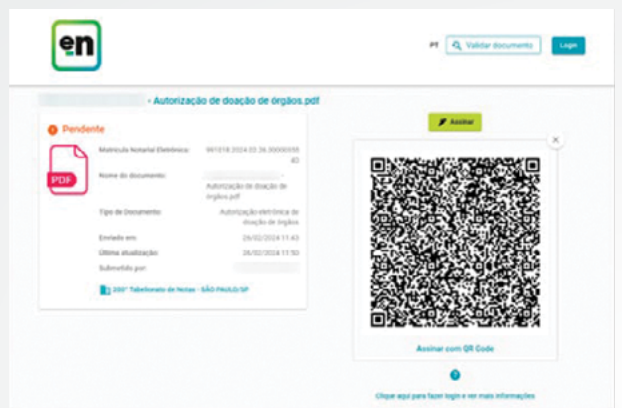 en
PT Validar documento Login
- Autorização de doação de órgãos.pdf
Pendente
PDF
Matrícula Notarial Eletrônica:
Nome do documento: -
Autorização de doação de
órgãos.pdf
Tipo de Documento: Autorização eletrônica de
doação de órgãos
Enviado em: 26/02/2024 11:43
Última atualização: 26/02/2024 11:50
Submetido por:
Tabelionato de Notas - SÃO PAULO/SP
Assinar
Assinar com QR Code
?
Clique aqui para fazer login e ver mais informações